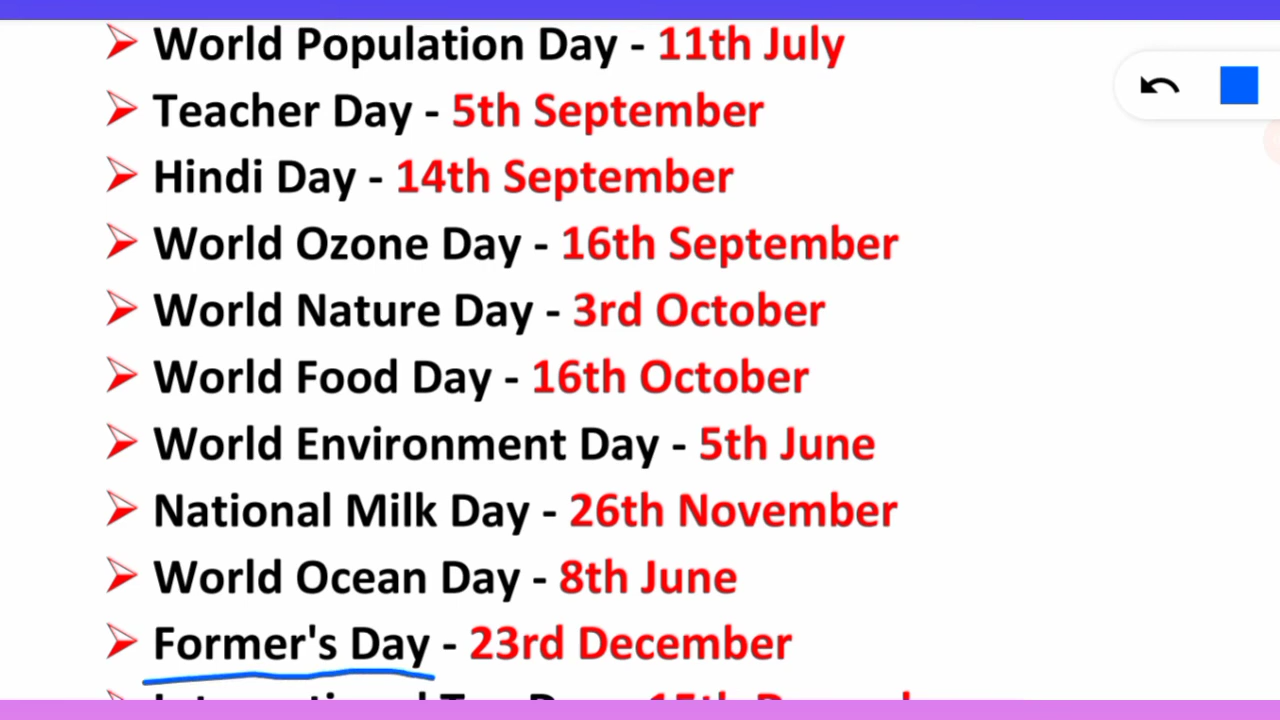 World Population Day - 11th July
Teacher Day - 5th September
Hindi Day - 14th September
World Ozone Day - 16th September
World Nature Day - 3rd October
World Food Day - 16th October
World Environment Day - 5th June
National Milk Day - 26th November
World Ocean Day - 8th June
Former's Day - 23rd December